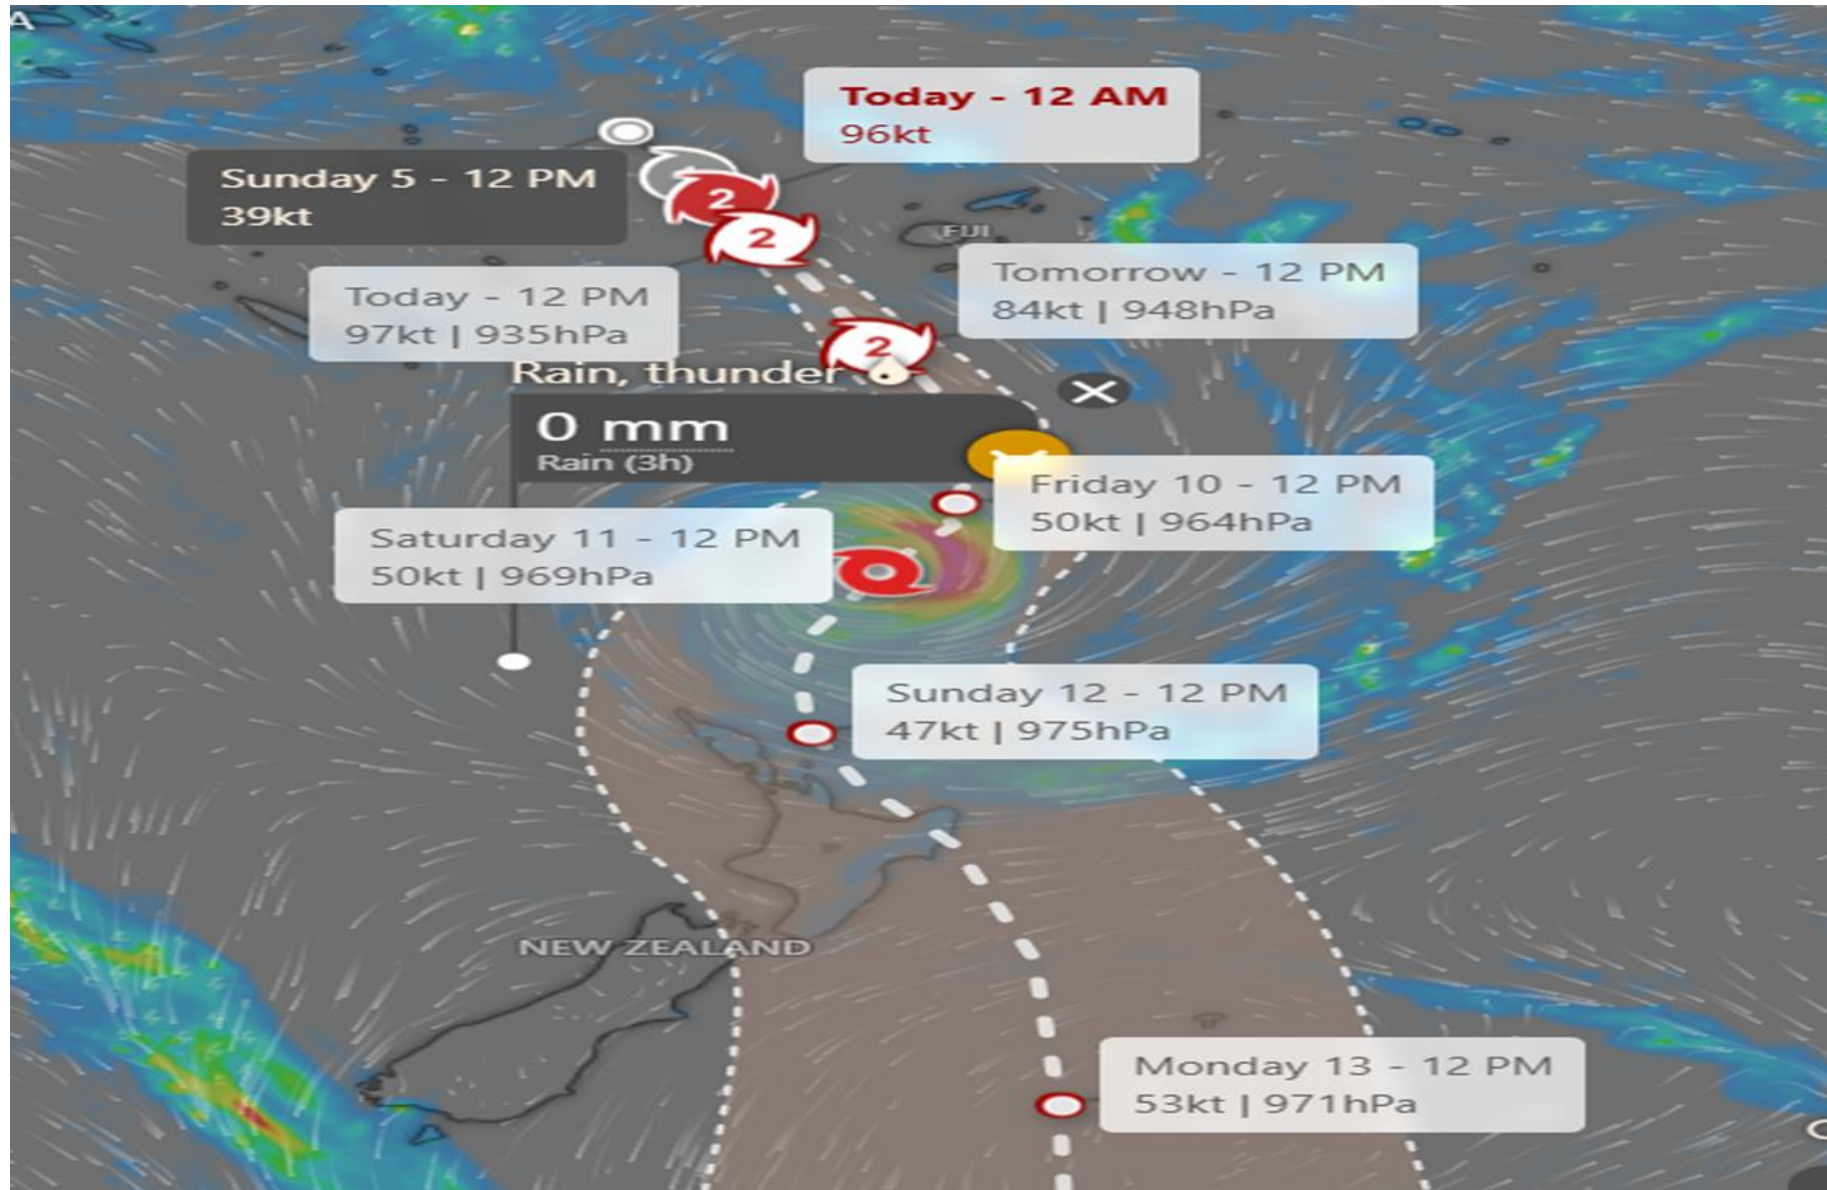 A
Today - 12 AM
96kt
Sunday 5 - 12 PM
39kt
2
2
FIJI
Today - 12 PM
97kt | 935hPa
Tomorrow - 12 PM
84kt | 948hPa
2
Rain, thunder
0 mm
Rain (3h)
Friday 10 - 12 PM
50kt | 964hPa
Saturday 11 - 12 PM
50kt | 969hPa
Sunday 12 - 12 PM
47kt | 975hPa
NEW ZEALAND
Monday 13 - 12 PM
53kt | 971hPa